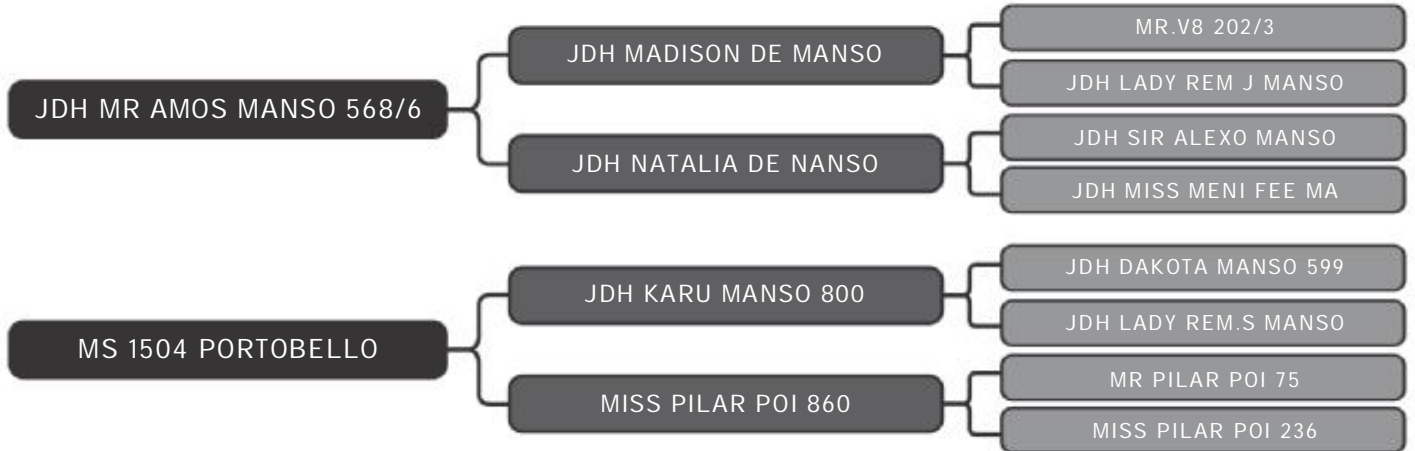 MR.V8 202/3
JDH MADISON DE MANSO
JDH LADY REM J MANSO
JDH MR AMOS MANSO 568/6
JDH SIR ALEXO MANSO
JDH NATALIA DE NANSO
JDH MISS MENI FEE MA
JDH DAKOTA MANSO 599
JDH KARU MANSO 800
JDH LADY REM.S MANSO
MS 1504 PORTOBELLO
MR PILAR POI 75
MISS PILAR POI 860
MISS PILAR POI 236